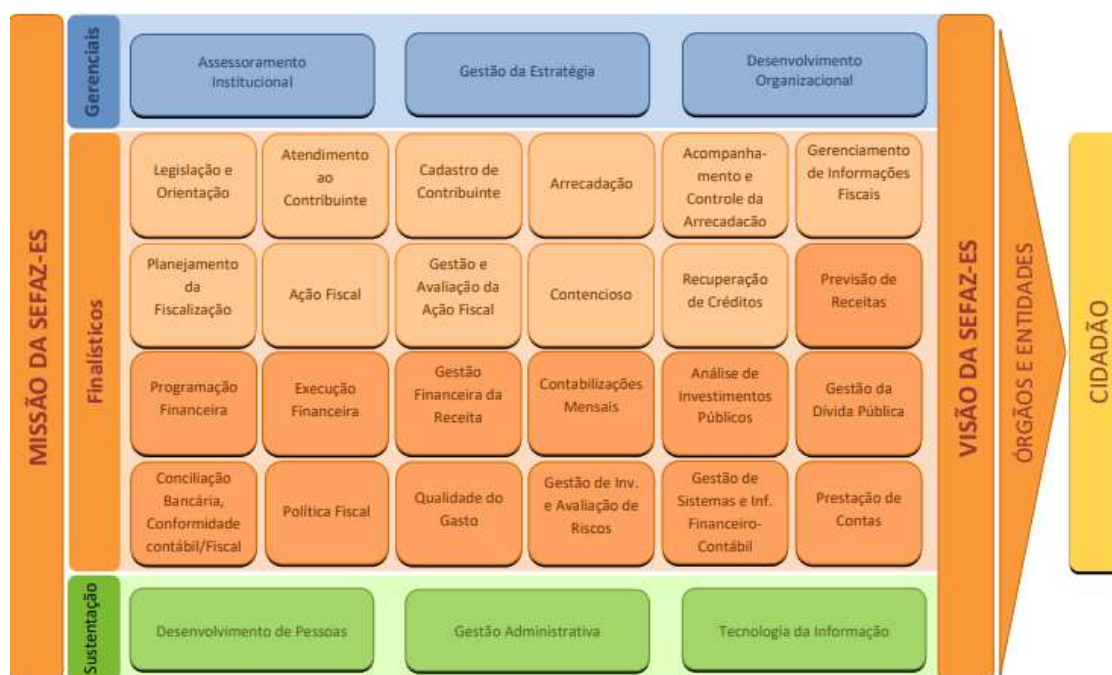 MISSÃO DA SEFAZ-ES
Gerenciais
Assessoramento
Institucional
Gestão da Estratégia
Desenvolvimento
Organizacional
Finalísticos
Legislação e
Orientação
Atendimento
ao
Contribuinte
Cadastro de
Contribuinte
Arrecadação
Acompanha-
mento e
Controle da
Arrecadacão
Gerenciamento
de Informações
Fiscais
Planejamento
da
Fiscalização
Ação Fiscal
Gestão e
Avaliação da
Ação Fiscal
Contencioso
Recuperação
de Créditos
Previsão de
Receitas
Programação
Financeira
Execução
Financeira
Gestão
Financeira da
Receita
Contabilizações
Mensais
Análise de
Investimentos
Públicos
Gestão da
Dívida Pública
Conciliação
Bancária,
Conformidade
contábil/Fiscal
Política Fiscal
Qualidade do
Gasto
Gestão de Inv.
e Avaliação de
Riscos
Gestão de
Sistemas e Inf.
Financeiro-
Contábil
Prestação de
Contas
Sustentação
Desenvolvimento de Pessoas
Gestão Administrativa
Tecnologia da Informação
VISÃO DA SEFAZ-ES
ÓRGÃOS E ENTIDADES
CIDADÃO